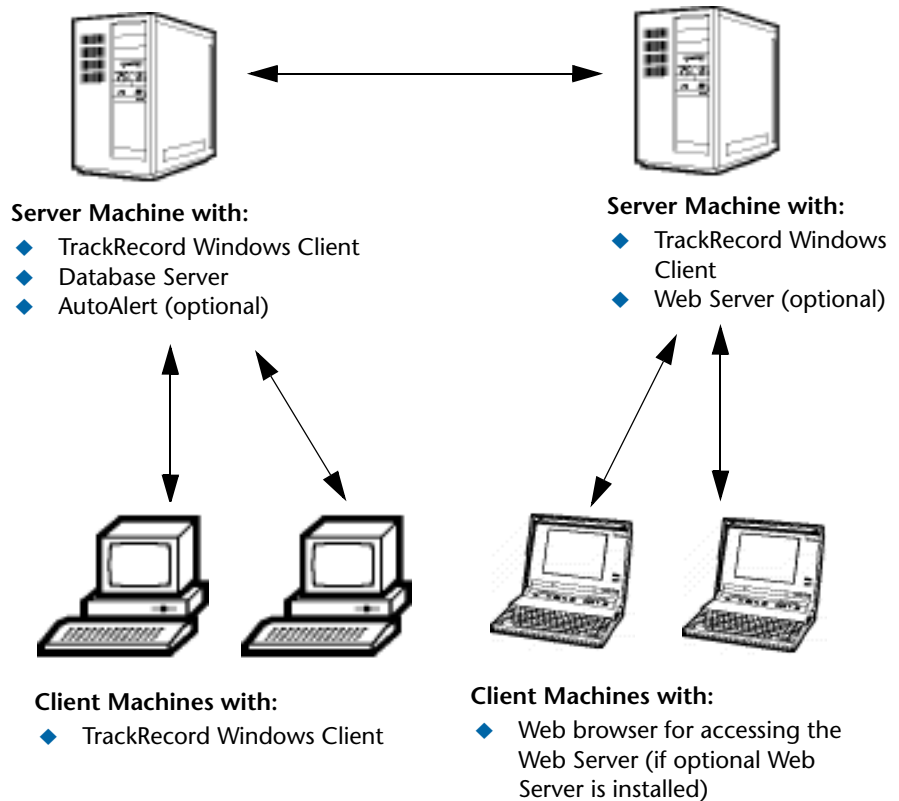 Server Machine with:
◆ TrackRecord Windows Client
◆ Database Server
◆ AutoAlert (optional)
Server Machine with:
◆ TrackRecord Windows
Client
◆ Web Server (optional)
Client Machines with:
◆ TrackRecord Windows Client
Client Machines with:
◆ Web browser for accessing the
Web Server (if optional Web
Server is installed)